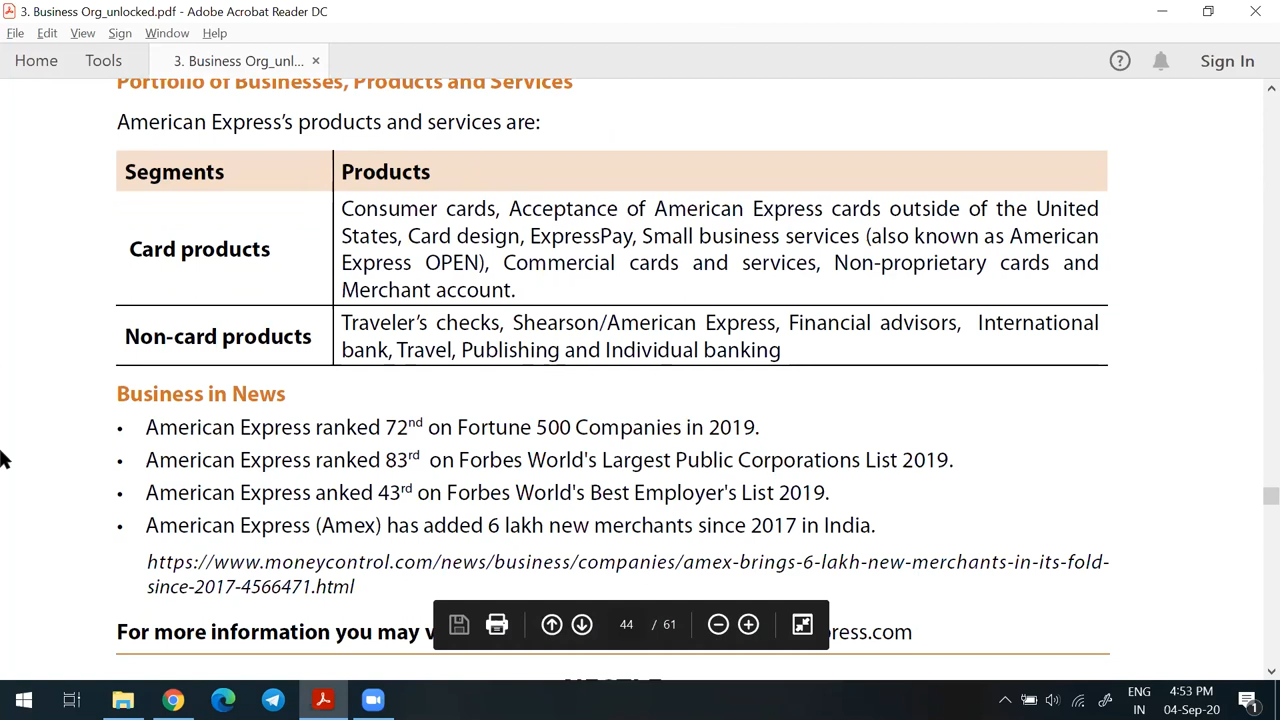 3. Business Org_unlocked.pdf - Adobe Acrobat Reader DC
File Edit View Sign Window Help
Home Tools 3. Business Org_unl... × Sign In
Portfolio of Businesses, Products and Services
American Express's products and services are:
Segments Products
Consumer cards, Acceptance of American Express cards outside of the United
States, Card design, ExpressPay, Small business services (also known as American
Card products
Express OPEN), Commercial cards and services, Non-proprietary cards and
Merchant account.
Traveler's checks, Shearson/American Express, Financial advisors, International
Non-card products
bank, Travel, Publishing and Individual banking
Business in News
• American Express ranked 72nd on Fortune 500 Companies in 2019.
• American Express ranked 83rd on Forbes World's Largest Public Corporations List 2019.
• American Express anked 43rd on Forbes World's Best Employer's List 2019.
• American Express (Amex) has added 6 lakh new merchants since 2017 in India.
https://www.moneycontrol.com/news/business/companies/amex-brings-6-lakh-new-merchants-in-its-fold-
since-2017-4566471.html
44 / 61
For more information you may press.com
ENG 4:53 PM
IN 04-Sep-20 1